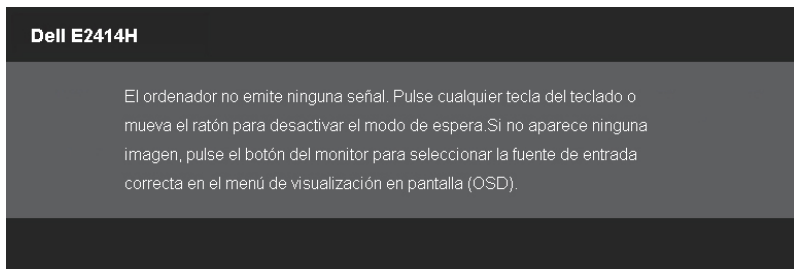 Dell E2414H
El ordenador no emite ninguna señal. Pulse cualquier tecla del teclado o
mueva el ratón para desactivar el modo de espera.Si no aparece ninguna
imagen, pulse el botón del monitor para seleccionar la fuente de entrada
correcta en el menú de visualización en pantalla (OSD).